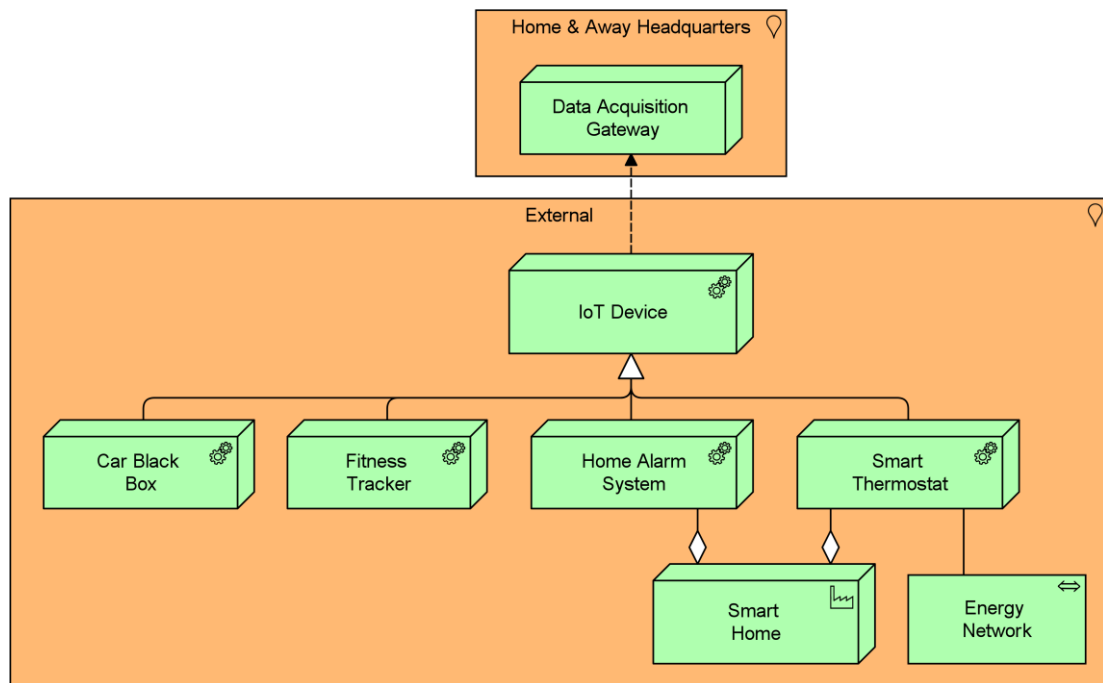 Home & Away Headquarters
Data Acquisition
Gateway
External
IoT Device
Car Black
Box
Fitness
Tracker
Home Alarm
System
Smart
Thermostat
Smart
Home
Energy
Network